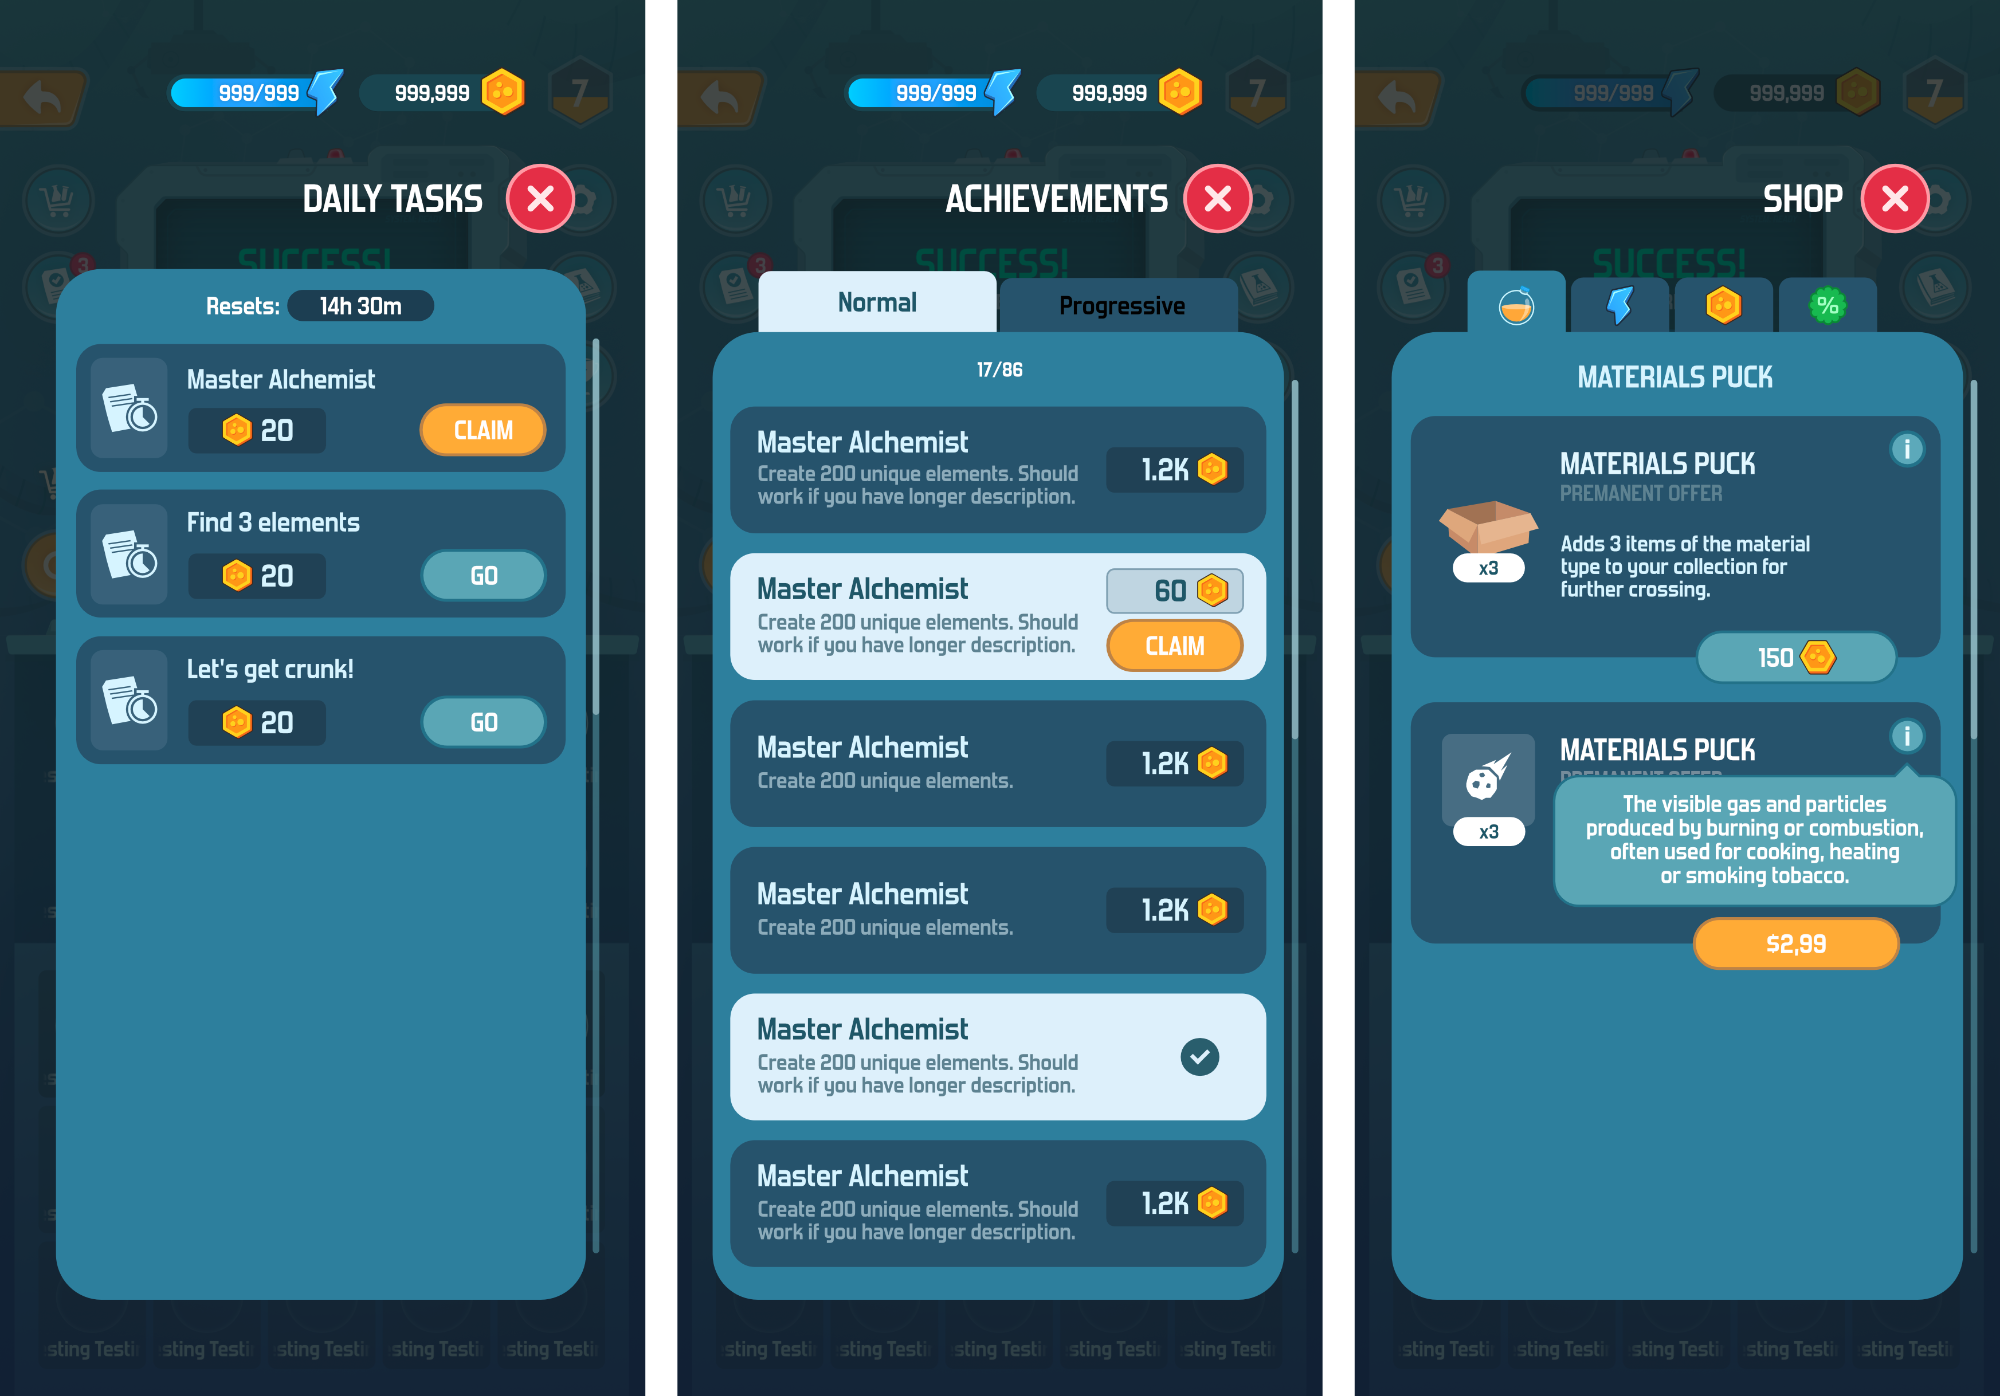 999/999
999,999
7
DAILY TASKS
SUCCESS!
3
Resets: 14h 30m
Master Alchemist
20
CLAIM
Find 3 elements
20
GO
Let's get crunk!
20
GO
sting Testi
sting Testi
sting Testi
sting Testi
sting Testi
999/999
999,999
7
ACHIEVEMENTS
SUCCESS!
3
Normal
Progressive
17/86
Master Alchemist
Create 200 unique elements. Should
work if you have longer description.
1.2K
Master Alchemist
Create 200 unique elements. Should
work if you have longer description.
60
CLAIM
Master Alchemist
Create 200 unique elements.
1.2K
Master Alchemist
Create 200 unique elements.
1.2K
Master Alchemist
Create 200 unique elements. Should
work if you have longer description.
Master Alchemist
Create 200 unique elements. Should
work if you have longer description.
1.2K
sting Testi
sting Testi
sting Testi
sting Testi
sting Testi
999/999
999,999
7
SHOP
SUCCESS!
3
%
MATERIALS PUCK
i
MATERIALS PUCK
PREMANENT OFFER
Adds 3 items of the material
type to your collection for
further crossing.
x3
150
i
MATERIALS PUCK
PREMANENT OFFER
x3
The visible gas and particles
produced by burning or combustion,
often used for cooking, heating
or smoking tobacco.
$2,99
sting Testi
sting Testi
sting Testi
sting Testi
sting Testi